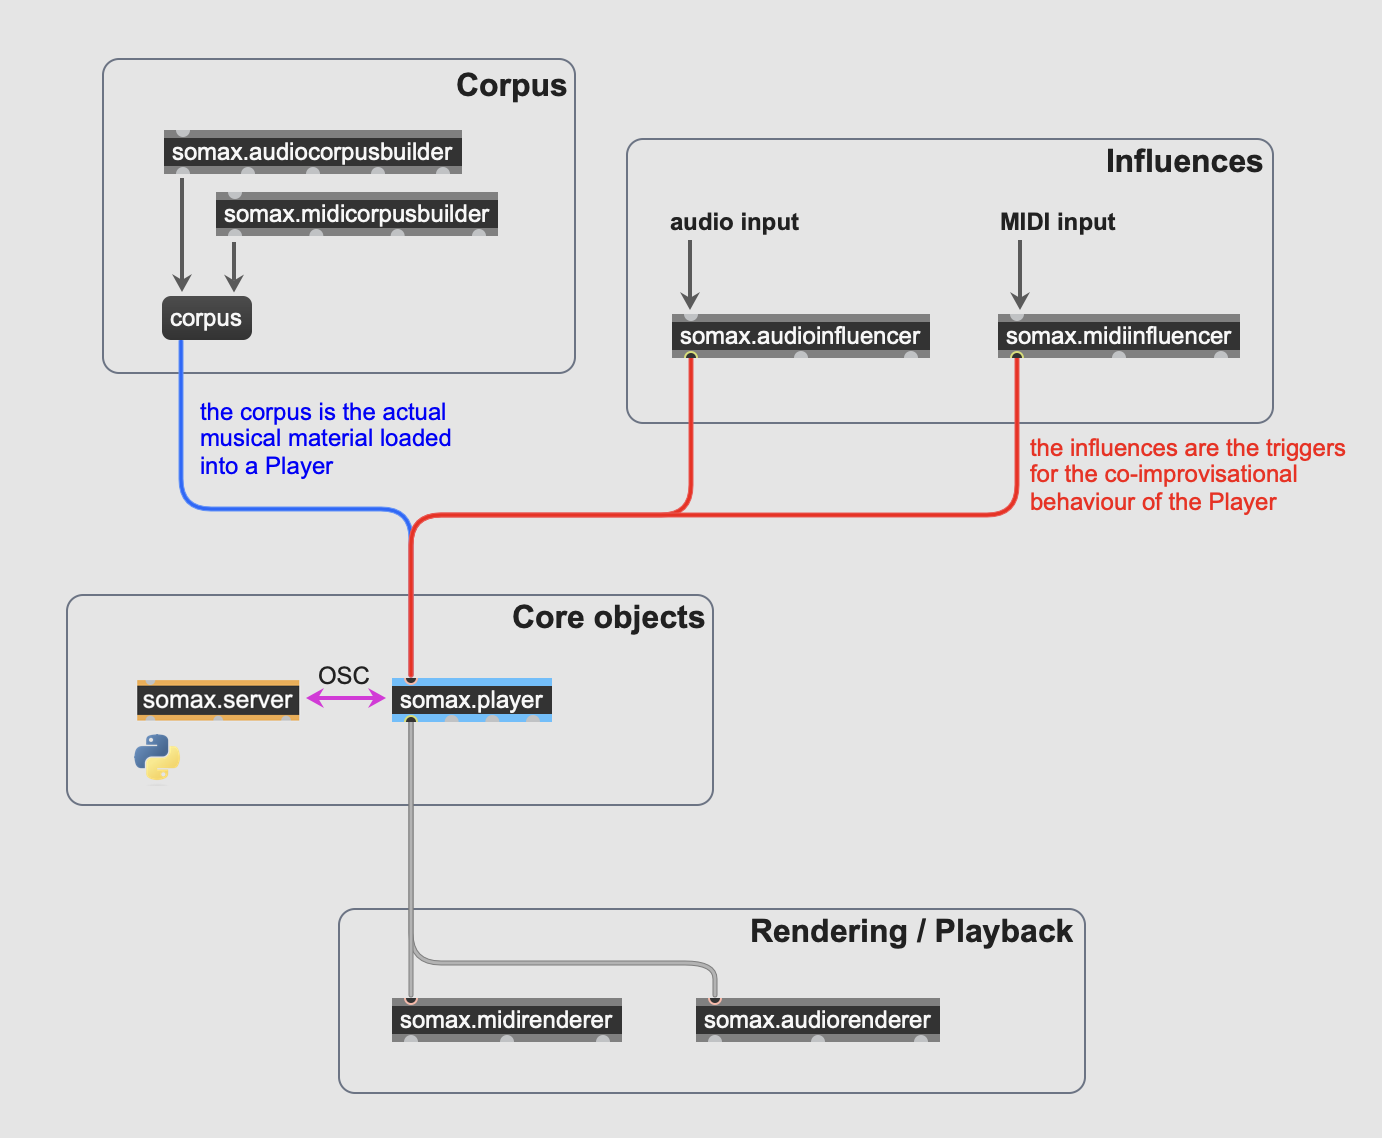 Corpus
somax.audiocorpusbuilder
somax.midicorpusbuilder
corpus
the corpus is the actual
musical material loaded
into a Player
Influences
audio input
MIDI input
somax.audioinfluencer
somax.midiinfluencer
the influences are the triggers
for the co-improvisational
behaviour of the Player
Core objects
OSC
somax.server
somax.player
Rendering / Playback
somax.midirenderer
somax.audiorenderer